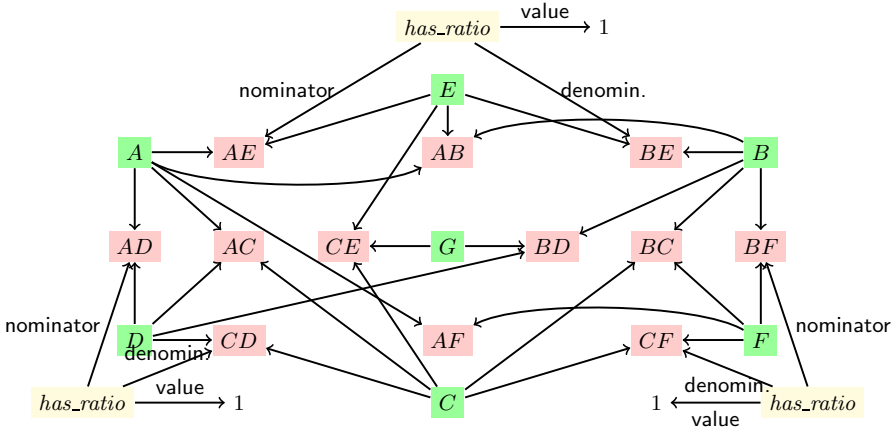 value
has_ratio 1
nominator E denomin.
A AE AB BE B
AD AC CE G BD BC BF
nominator D CD AF CF F nominator
denomin.
value denomin.
has_ratio 1 C 1 has_ratio
value